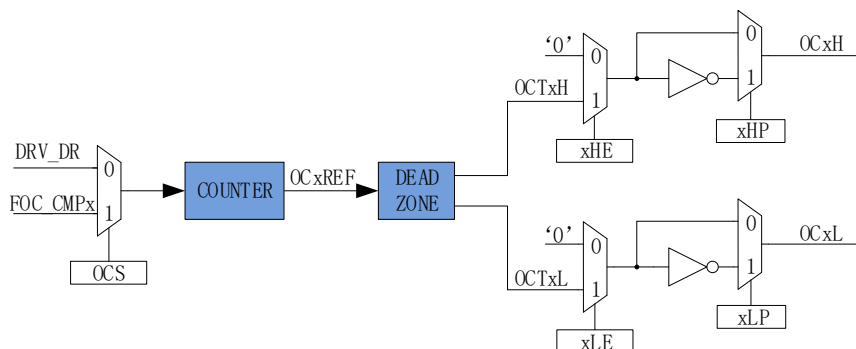 '0'
0
OCTxH
1
xHE
0
1
OCxH
xHP
DRV_DR
FOC_CMPx
0
1
OCS
COUNTER
OCxREF
DEAD
ZONE
'0'
0
OCTxL
1
xLE
0
1
OCxL
xLP